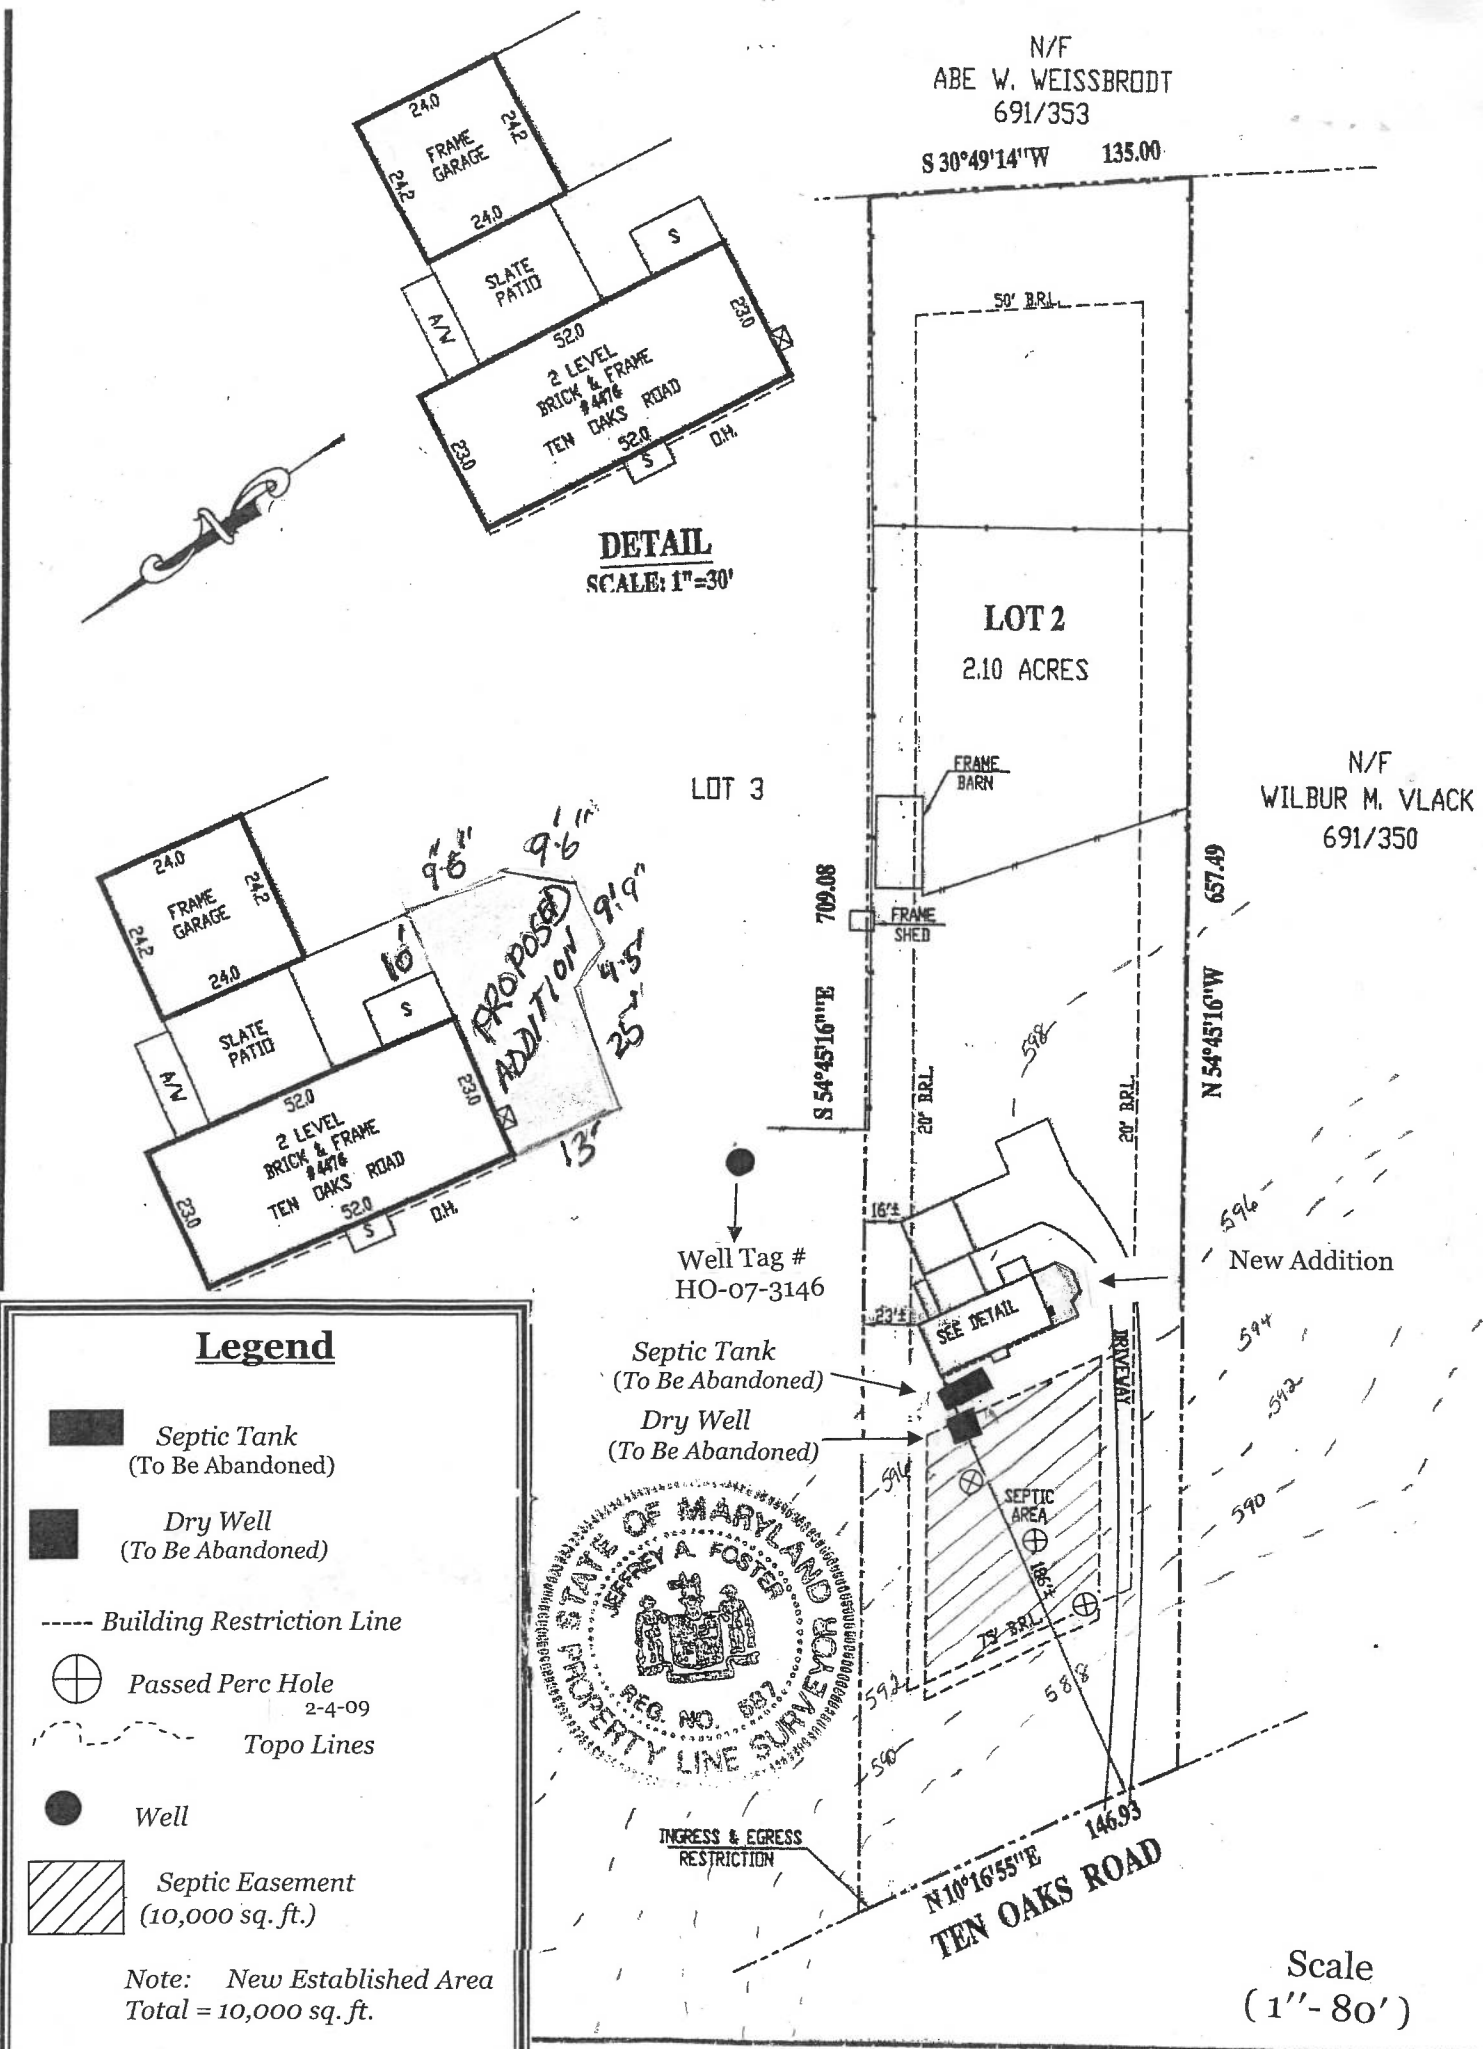 N/F
ABE W. WEISSBRODT
691/353
S 30°49'14"W 135.00
24.0
FRAME
GARAGE
24.2
24.2
24.0
SLATE
PATIO
S
A/W
52.0
23.0
2 LEVEL
BRICK & FRAME
#4476
TEN OAKS ROAD
23.0
52.0
S
O.H.
DETAIL
SCALE: 1"=30'
50' B.R.L.
LOT 2
2.10 ACRES
FRAME
BARN
N/F
WILBUR M. VLACK
691/350
LOT 3
709.08
S 54°45'16"E
657.49
N 54°45'16"W
FRAME
SHED
598
20' B.R.L.
20' B.R.L.
24.0
FRAME
GARAGE
24.2
24.2
24.0
SLATE
PATIO
S
A/W
52.0
23.0
2 LEVEL
BRICK & FRAME
#4476
TEN OAKS ROAD
23.0
52.0
S
O.H.
9'6"
9'9"
16'
PROPOSED
ADDITION
25'
13'
Well Tag #
HO-07-3146
16'±
596
New Addition
23'±
SEE DETAIL
DRIVEWAY
594
592
590
Septic Tank
(To Be Abandoned)
Dry Well
(To Be Abandoned)
594
SEPTIC
AREA
186'±
75' B.R.L.
592
588
590
STATE OF MARYLAND
JEFFREY A. FOSTER
REG. NO. 587
PROPERTY LINE SURVEYOR
INGRESS & EGRESS
RESTRICTION
146.93
N 10°16'55"E
TEN OAKS ROAD
Scale
(1"- 80')
Legend
Septic Tank
(To Be Abandoned)
Dry Well
(To Be Abandoned)
Building Restriction Line
Passed Perc Hole
2-4-09
Topo Lines
Well
Septic Easement
(10,000 sq. ft.)
Note: New Established Area
Total = 10,000 sq. ft.